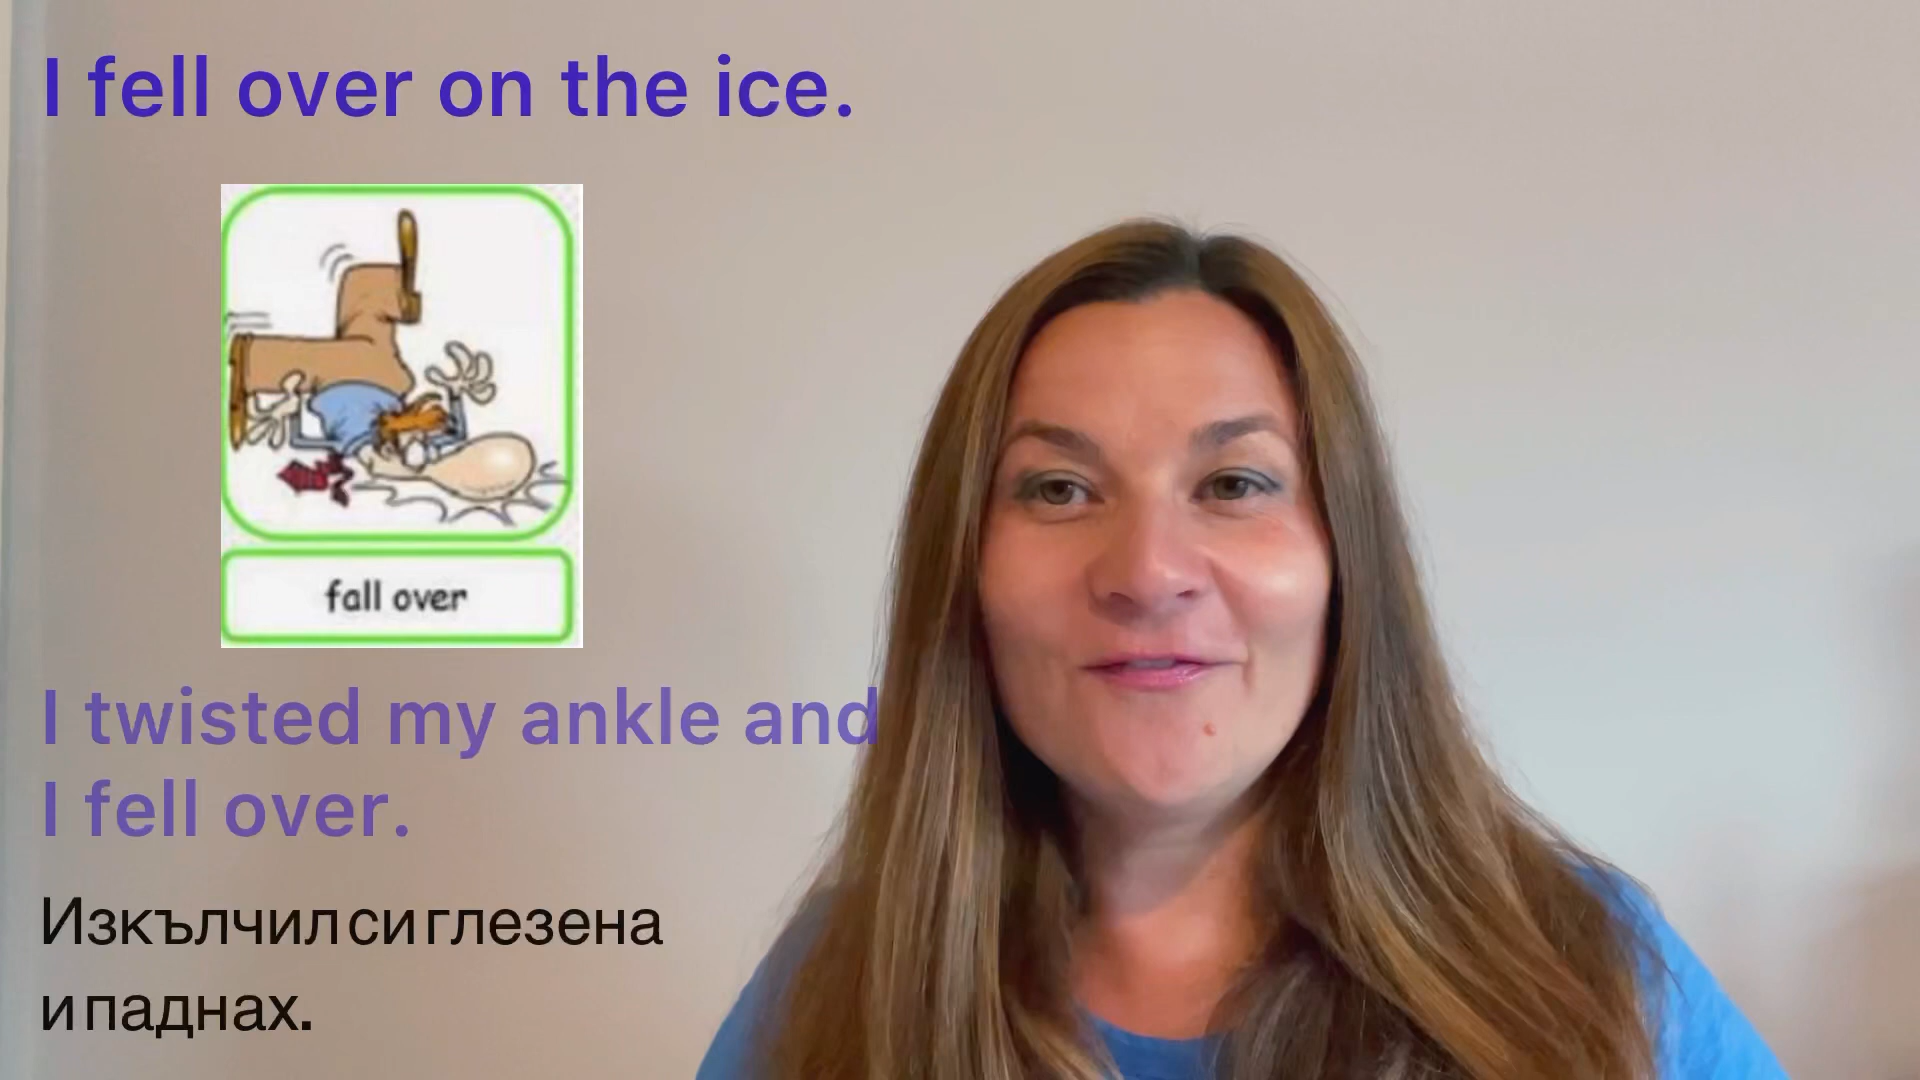 I fell over on the ice.
fall over
I twisted my ankle and
I fell over.
Изкълчил си глезена
и паднах.